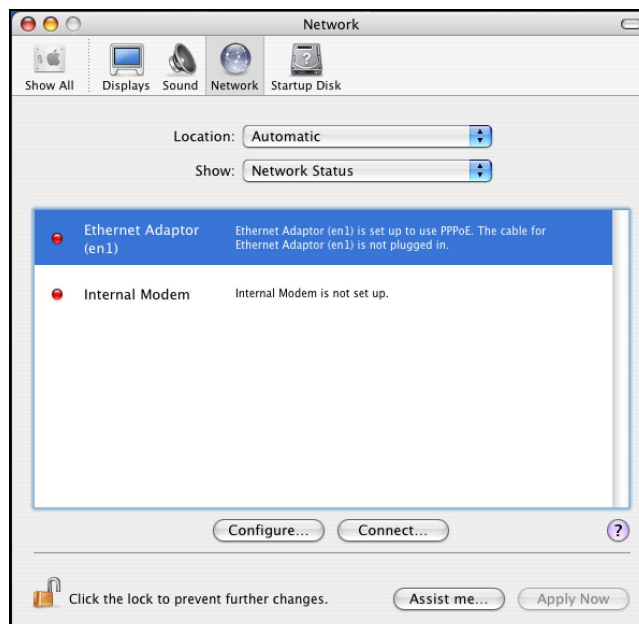 Network
Show All Displays Sound Network Startup Disk
Location: Automatic
Show: Network Status
Ethernet Adaptor (en1) is set up to use PPPoE. The cable for
Ethernet Adaptor (en1) is not plugged in.
Ethernet Adaptor
(en1)
Internal Modem Internal Modem is not set up.
Configure... Connect... ?
Click the lock to prevent further changes. Assist me... Apply Now